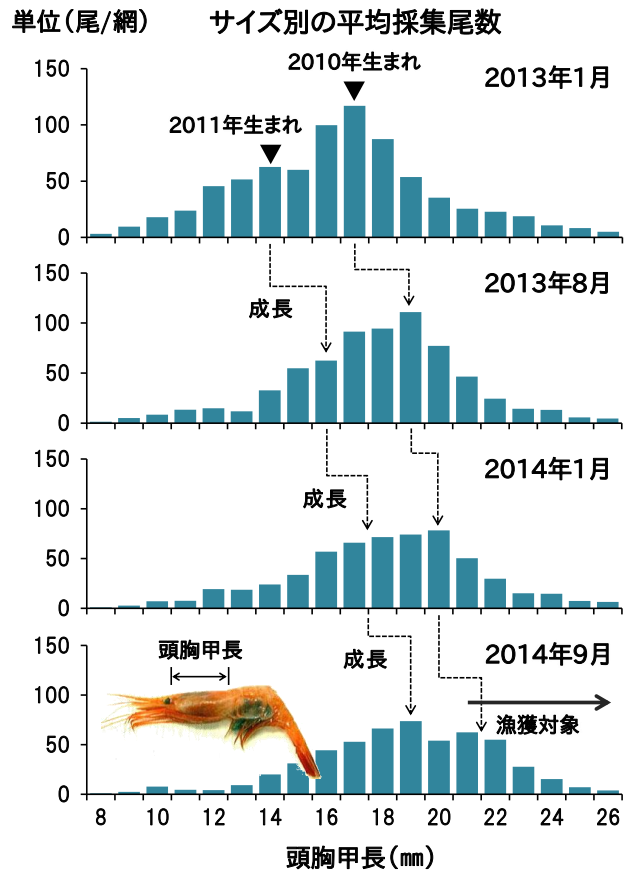 単位(尾/網) サイズ別の平均採集尾数
150
100
50
0
2013年1月
2010年生まれ
2011年生まれ
150
100
50
0
2013年8月
成長
150
100
50
0
2014年1月
成長
150
100
50
0
2014年9月
頭胸甲長
成長
漁獲対象
8 10 12 14 16 18 20 22 24 26
頭胸甲長(㎜)